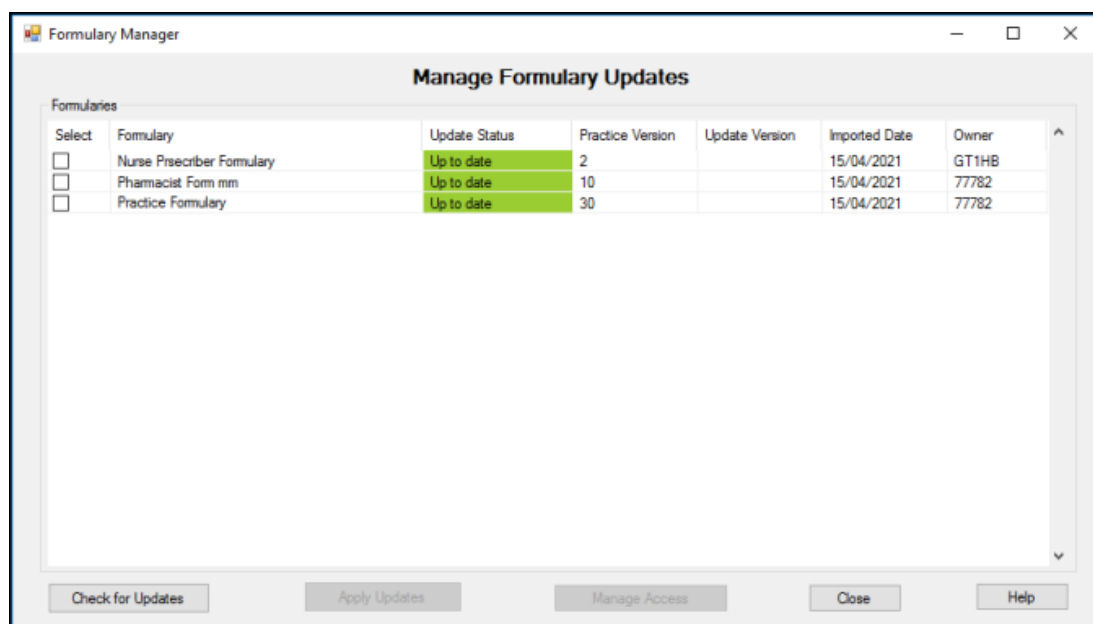 Formulary Manager
Manage Formulary Updates
Formularies
Select Formulary Update Status Practice Version Update Version Imported Date Owner
Nurse Prsecriber Formulary Up to date 2 15/04/2021 GT1HB
Pharmacist Form mm Up to date 10 15/04/2021 77782
Practice Formulary Up to date 30 15/04/2021 77782
Check for Updates Apply Updates Manage Access Close Help